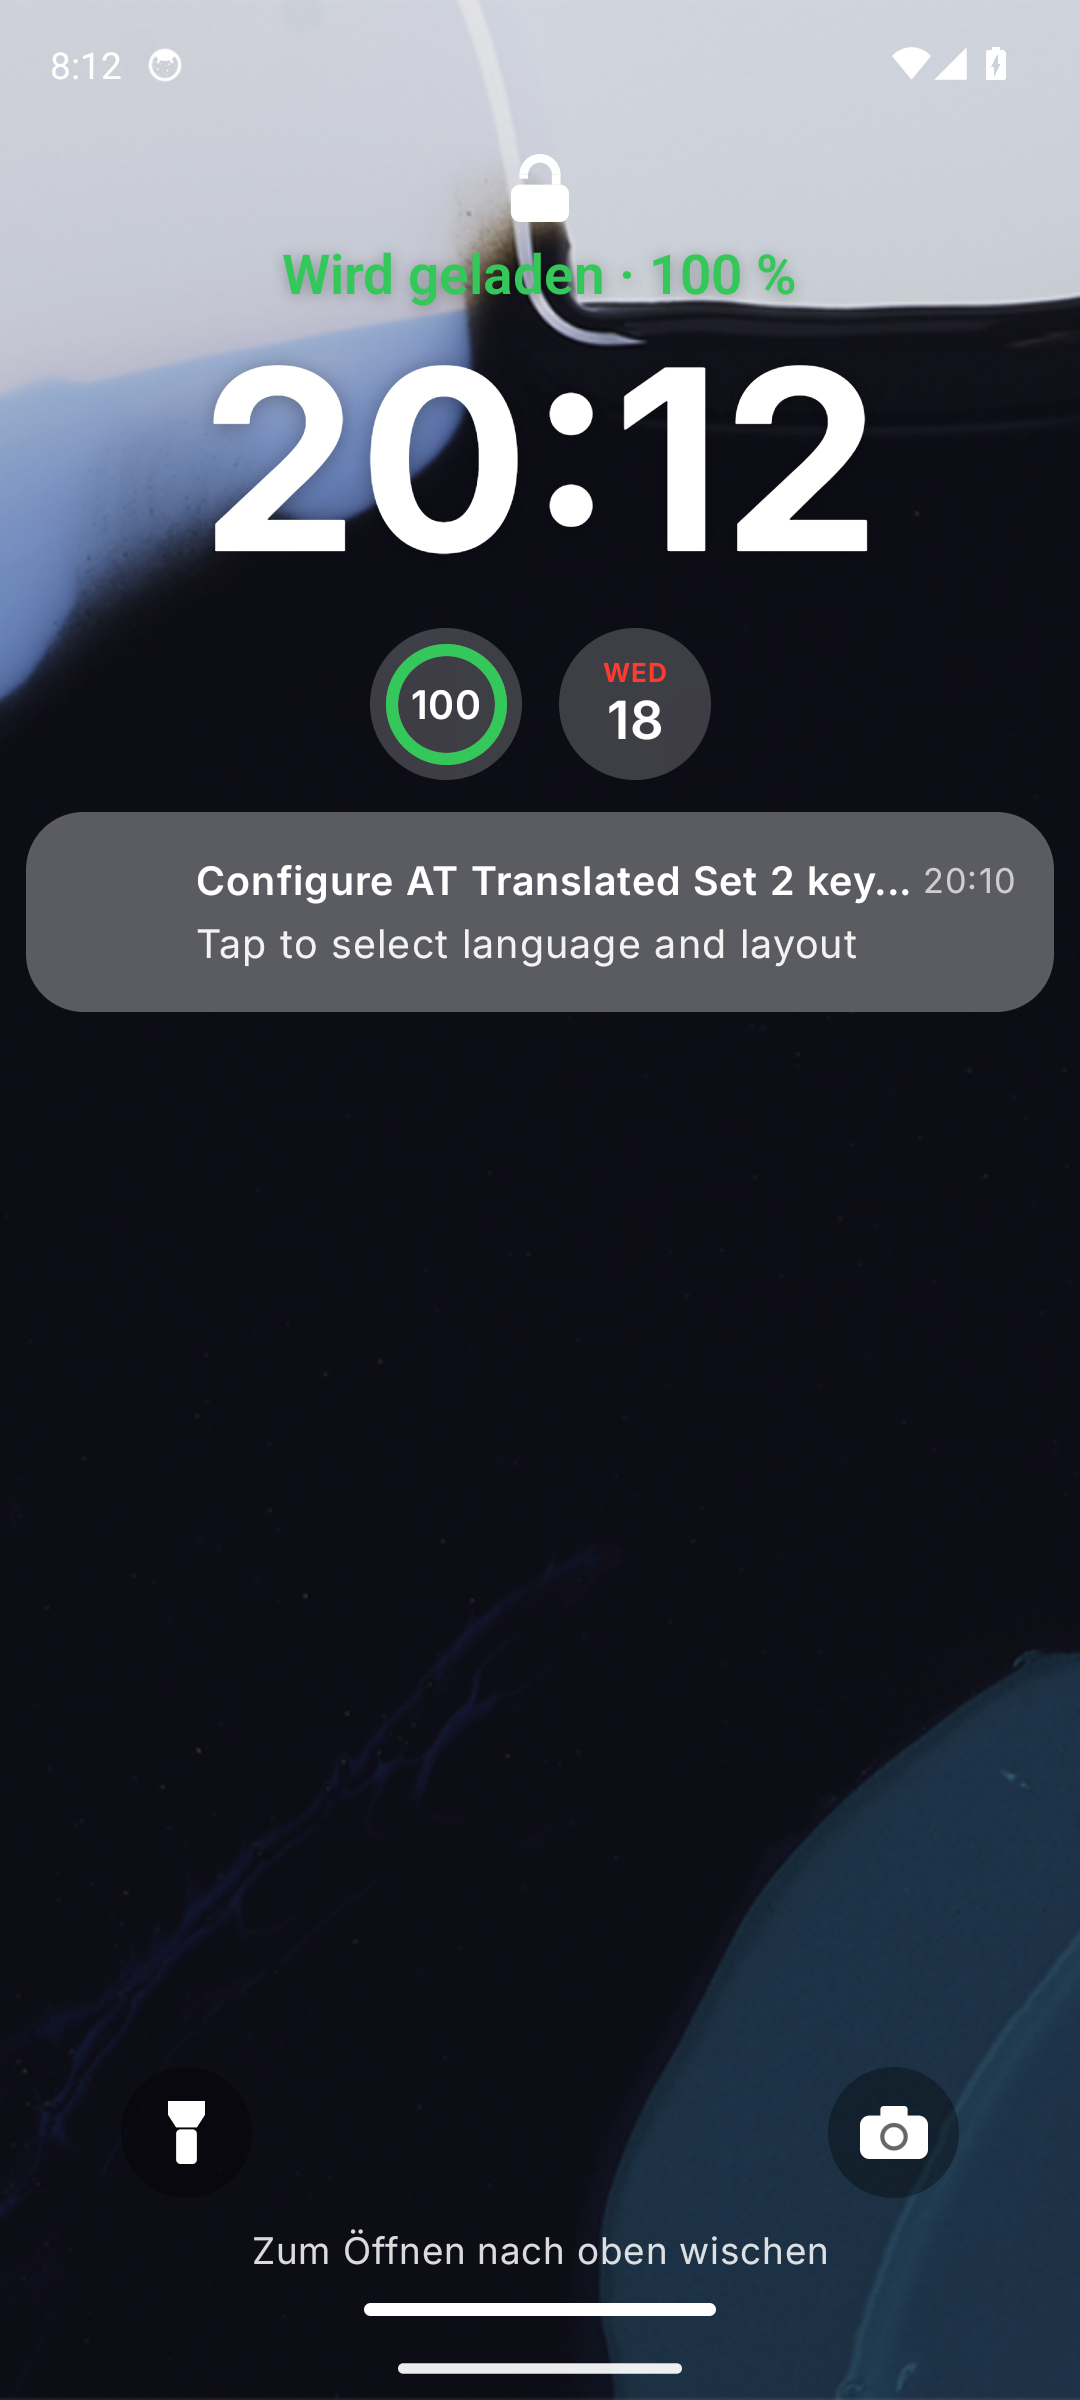 8:12
Wird geladen · 100 %
20:12
100
WED
18
Configure AT Translated Set 2 key... 20:10
Tap to select language and layout
Zum Öffnen nach oben wischen